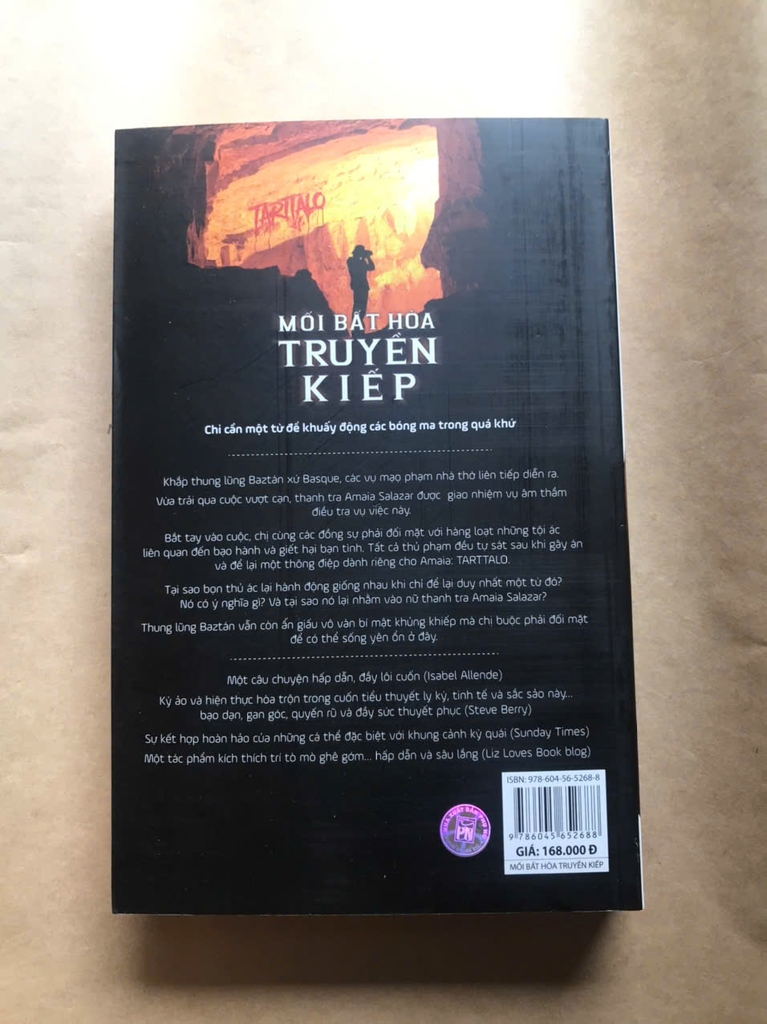 TARTTALO
MỐI BẤT HÒA
TRUYỀN
KIẾP
Chỉ cần một từ để khuấy động các bóng ma trong quá khứ
Khắp thung lũng Baztán xứ Basque, các vụ mạo phạm nhà thờ liên tiếp diễn ra.
Vừa trải qua cuộc vượt cạn, thanh tra Amaia Salazar được giao nhiệm vụ âm thầm
điều tra vụ việc này.
Bắt tay vào cuộc, chị cùng các đồng sự phải đối mặt với hàng loạt những tội ác
liên quan đến bạo hành và giết hại bạn tình. Tất cả thủ phạm đều tự sát sau khi gây án
và để lại một thông điệp dành riêng cho Amaia: TARTTALO.
Tại sao bọn thủ ác lại hành động giống nhau khi chỉ để lại duy nhất một từ đó?
Nó có ý nghĩa gì? Và tại sao nó lại nhằm vào nữ thanh tra Amaia Salazar?
Thung lũng Baztán vẫn còn ẩn giấu vô vàn bí mật khủng khiếp mà chị buộc phải đối mặt
để có thể sống yên ổn ở đây.
Một câu chuyện hấp dẫn, đầy lôi cuốn (Isabel Allende)
Kỳ ảo và hiện thực hòa trộn trong cuốn tiểu thuyết ly kỳ, tinh tế và sắc sảo này...
bạo dạn, gan góc, quyến rũ và đầy sức thuyết phục (Steve Berry)
Sự kết hợp hoàn hảo của những cá thể đặc biệt với khung cảnh kỳ quái (Sunday Times)
Một tác phẩm kích thích trí tò mò ghê gớm... hấp dẫn và sâu lắng (Liz Loves Book blog)
ISBN: 978-604-56-5268-8
9 786045 652688
GIÁ: 168.000 Đ
MỐI BẤT HÒA TRUYỀN KIẾP
NHÀ XUẤT BẢN PHỤ NỮ
PN